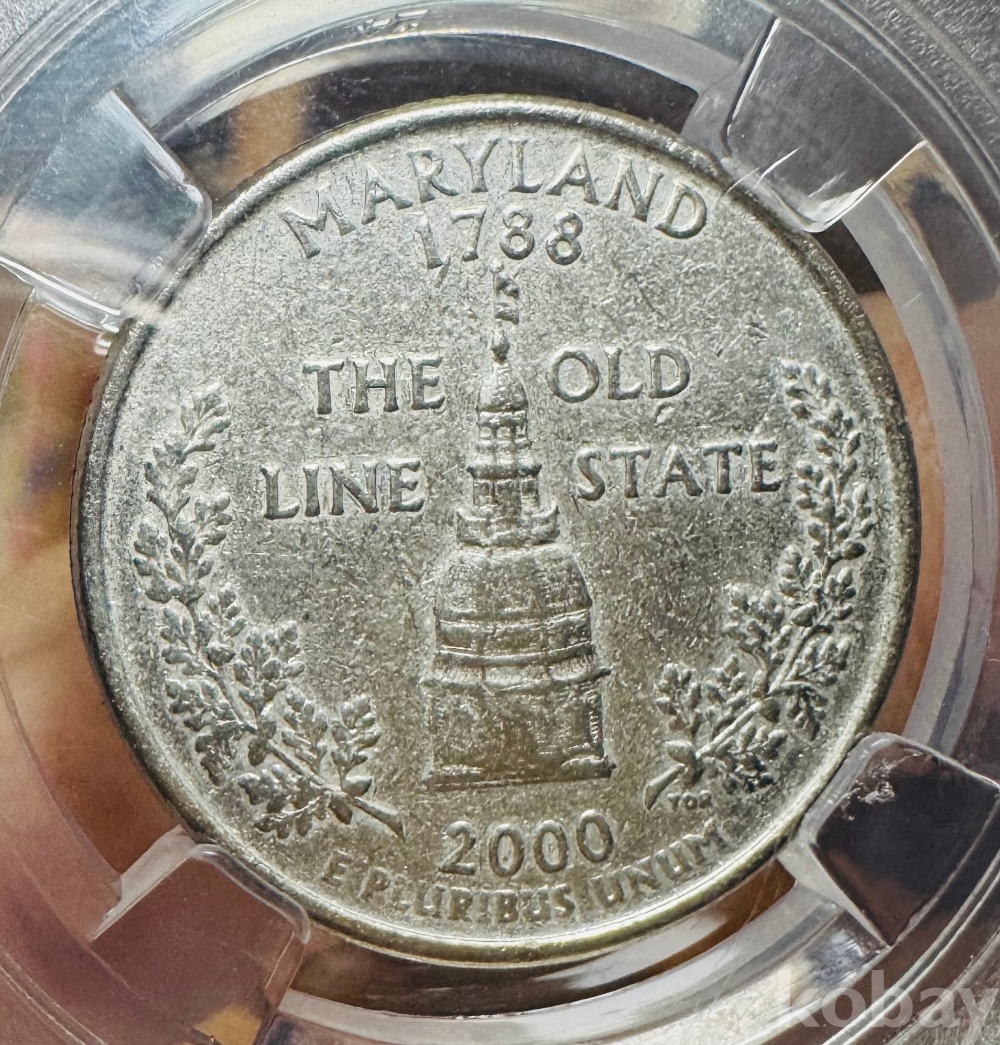 MARYLAND
1788
THE OLD
LINE STATE
TDR
2000
E PLURIBUS UNUM
kobay